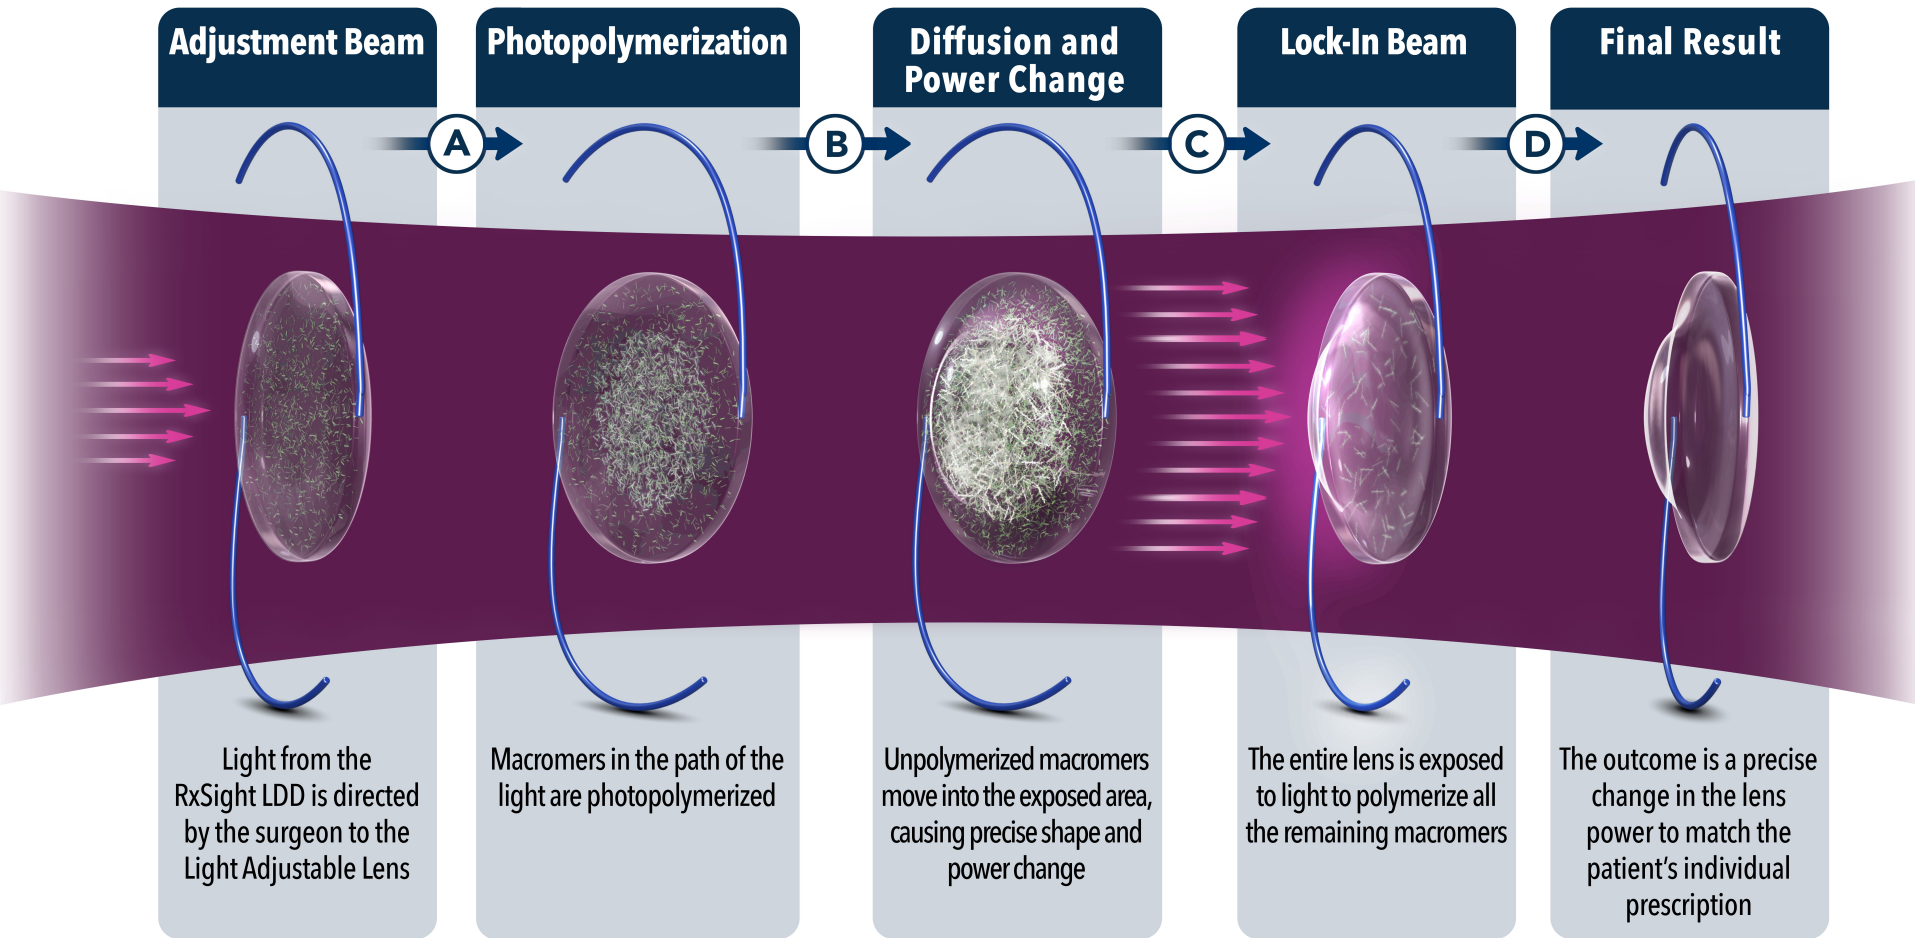 Adjustment Beam
Photopolymerization
Diffusion and
Power Change
Lock-In Beam
Final Result
A
B
C
D
Light from the
RxSight LDD is directed
by the surgeon to the
Light Adjustable Lens
Macromers in the path of the
light are photopolymerized
Unpolymerized macromers
move into the exposed area,
causing precise shape and
power change
The entire lens is exposed
to light to polymerize all
the remaining macromers
The outcome is a precise
change in the lens
power to match the
patient’s individual
prescription